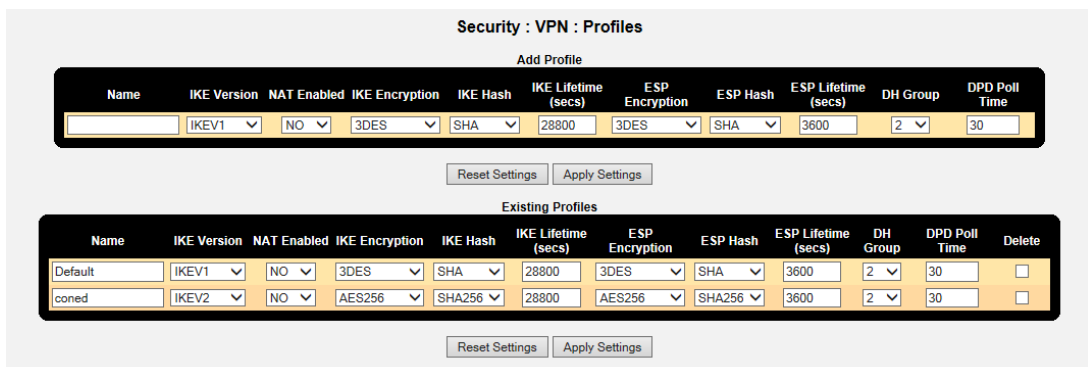 Security : VPN : Profiles
Add Profile
Name IKE Version NAT Enabled IKE Encryption IKE Hash IKE Lifetime (secs) ESP Encryption ESP Hash ESP Lifetime (secs) DH Group DPD Poll Time
IKEV1 NO 3DES SHA 28800 3DES SHA 3600 2 30
Reset Settings Apply Settings
Existing Profiles
Name IKE Version NAT Enabled IKE Encryption IKE Hash IKE Lifetime (secs) ESP Encryption ESP Hash ESP Lifetime (secs) DH Group DPD Poll Time Delete
Default IKEV1 NO 3DES SHA 28800 3DES SHA 3600 2 30
coned IKEV2 NO AES256 SHA256 28800 AES256 SHA256 3600 2 30
Reset Settings Apply Settings